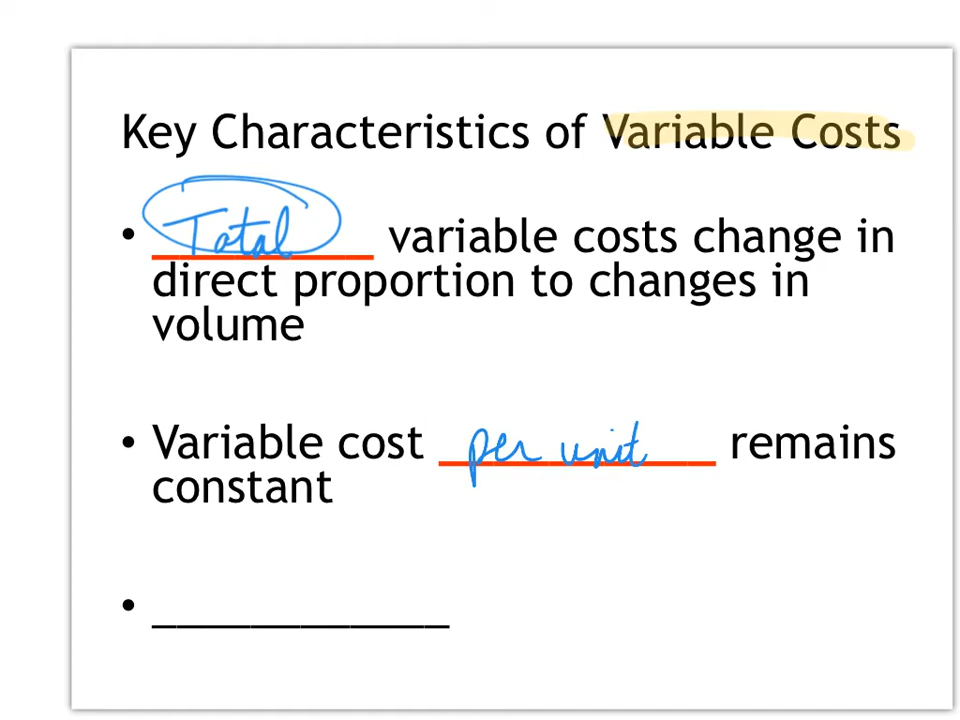 Key Characteristics of Variable Costs
• Total variable costs change in
direct proportion to changes in
volume
• Variable cost per unit remains
constant
• ____________